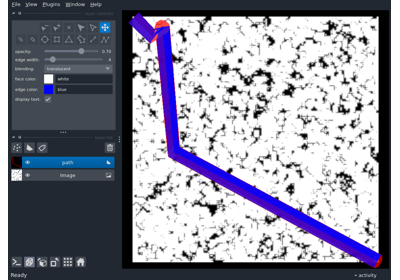 File View Plugins Window Help
opacity: 0.70
edge width: 4
blending: translucent
face color: white
edge color: blue
display text:
path
Image
Ready
activity